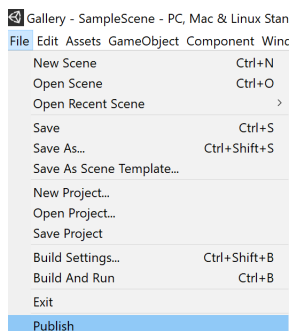 Gallery - SampleScene - PC, Mac & Linux Stan
File Edit Assets GameObject Component Wind
New Scene Ctrl+N
Open Scene Ctrl+O
Open Recent Scene >
Save Ctrl+S
Save As... Ctrl+Shift+S
Save As Scene Template...
New Project...
Open Project...
Save Project
Build Settings... Ctrl+Shift+B
Build And Run Ctrl+B
Exit
Publish